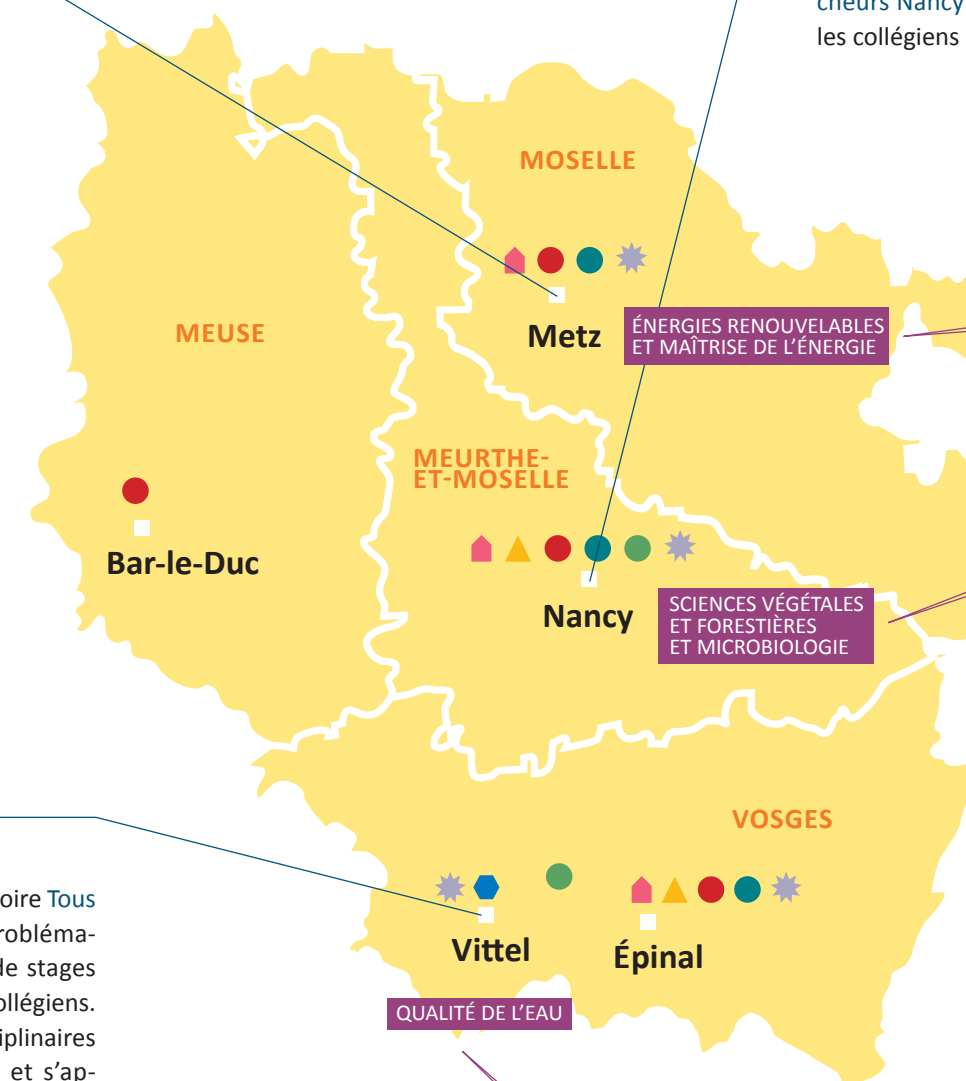 cheurs Nancy
les collégiens
MOSELLE
MEUSE
Metz
ÉNERGIES RENOUVELABLES
ET MAÎTRISE DE L’ÉNERGIE
MEURTHE-
ET-MOSELLE
Bar-le-Duc
Nancy
SCIENCES VÉGÉTALES
ET FORESTIÈRES
ET MICROBIOLOGIE
VOSGES
Vittel
Épinal
QUALITÉ DE L’EAU
oire Tous
robléma-
de stages
ollégiens.
iplinaires
et s’ap-